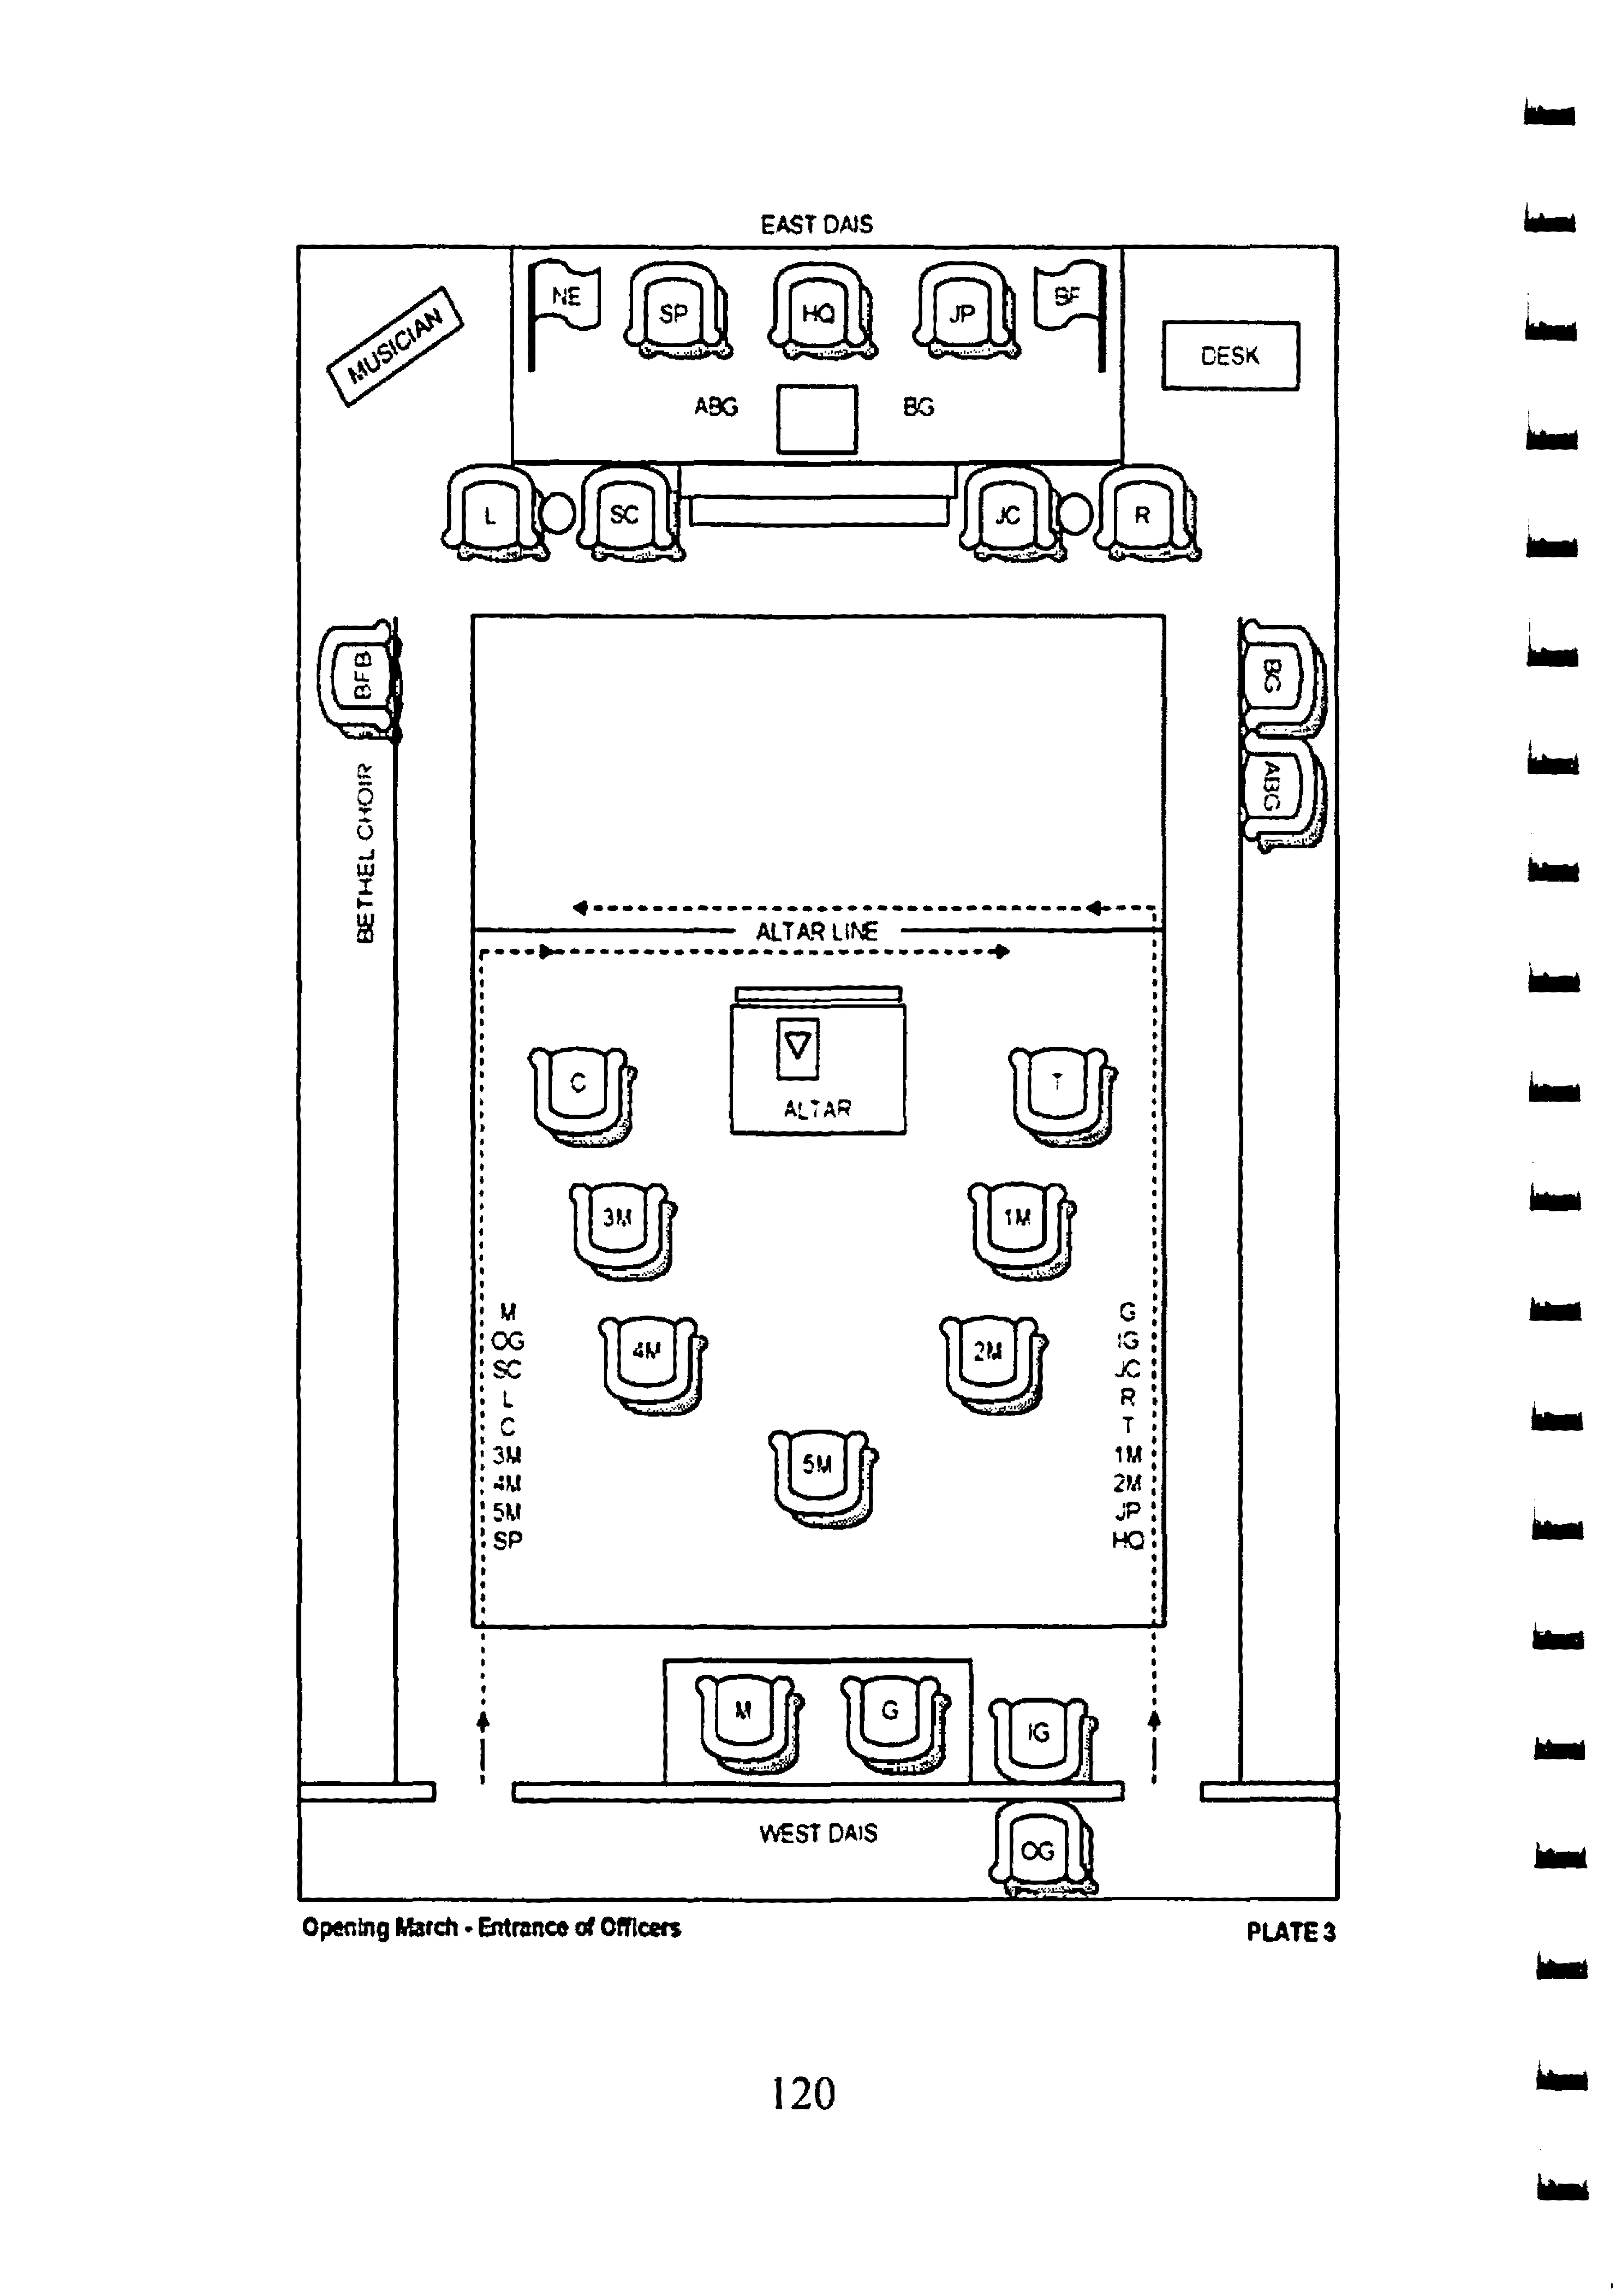 EAST DAIS
NE
SP
HQ
JP
BF
MUSICIAN
DESK
ABG
BG
L
SC
JC
R
BFB
BG
ABG
BETHEL CHOIR
ALTAR LINE
ALTAR
C
T
3M
1M
4M
2M
5M
M
OG
SC
L
C
3M
4M
5M
SP
G
IG
JC
R
T
1M
2M
JP
HQ
M
G
IG
WEST DAIS
OG
Opening March - Entrance of Officers
PLATE 3
120